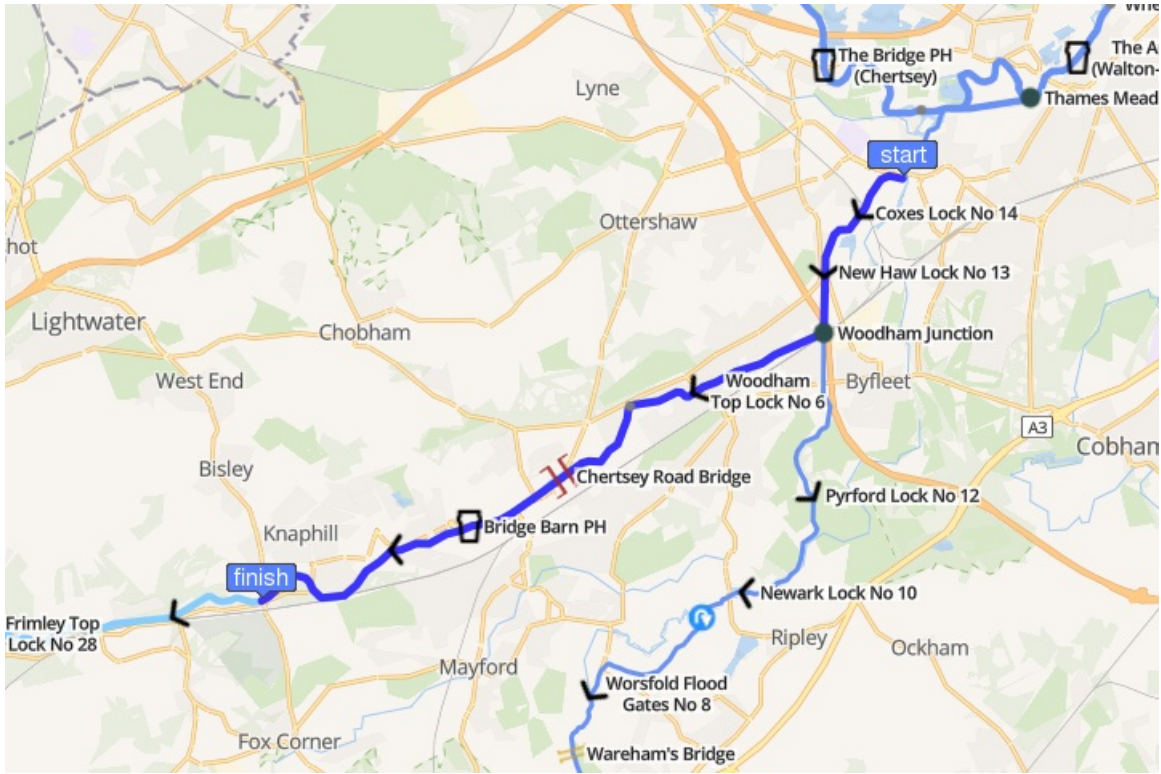 Whe
The Bridge PH
(Chertsey)
The A
(Walton-
Lyne
Thames Mead
start
Coxes Lock No 14
Ottershaw
hot
New Haw Lock No 13
Lightwater
Chobham
Woodham Junction
West End
Woodham
Top Lock No 6
Byfleet
A3
Cobham
Bisley
Chertsey Road Bridge
Pyrford Lock No 12
Knaphill
Bridge Barn PH
finish
Newark Lock No 10
Frimley Top
Lock No 28
Ripley
Ockham
Mayford
Worsfold Flood
Gates No 8
Fox Corner
Wareham's Bridge